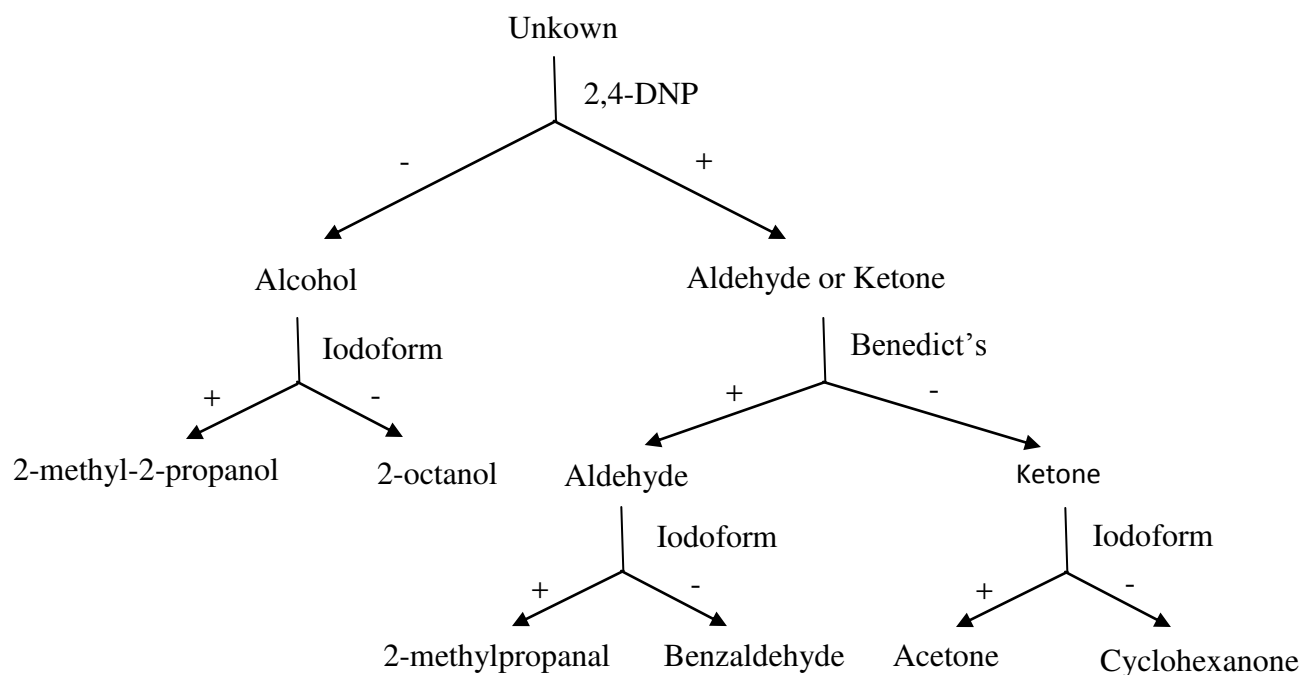 Unkown
2,4-DNP
-
+
Alcohol
Aldehyde or Ketone
Iodoform
Benedict’s
+
-
+
-
2-methyl-2-propanol
2-octanol
Aldehyde
Ketone
Iodoform
Iodoform
+
-
+
-
2-methylpropanal
Benzaldehyde
Acetone
Cyclohexanone